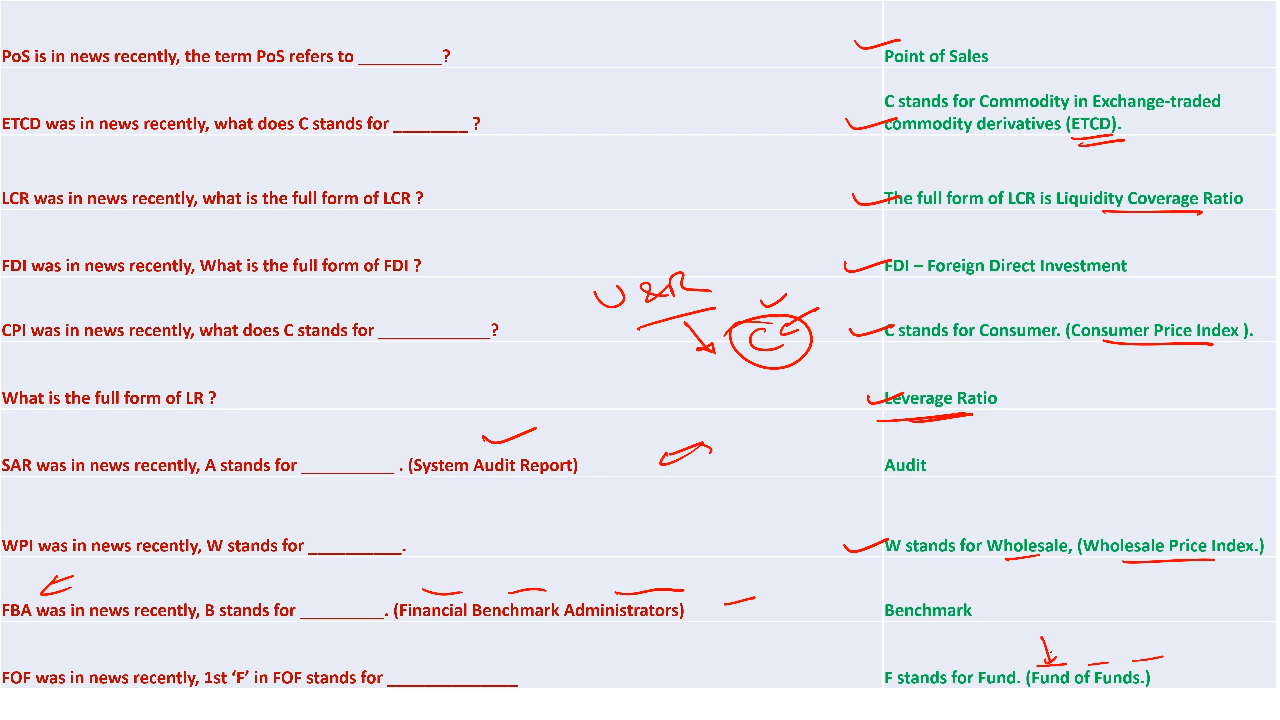 PoS is in news recently, the term PoS refers to _________?
Point of Sales
ETCD was in news recently, what does C stands for ________ ?
C stands for Commodity in Exchange-traded
commodity derivatives (ETCD).
LCR was in news recently, what is the full form of LCR ?
The full form of LCR is Liquidity Coverage Ratio
FDI was in news recently, What is the full form of FDI ?
FDI – Foreign Direct Investment
U &R
CC
CPI was in news recently, what does C stands for ____________?
C stands for Consumer. (Consumer Price Index ).
What is the full form of LR ?
Leverage Ratio
SAR was in news recently, A stands for __________ . (System Audit Report)
Audit
WPI was in news recently, W stands for __________.
W stands for Wholesale, (Wholesale Price Index.)
FBA was in news recently, B stands for _________. (Financial Benchmark Administrators)
Benchmark
FOF was in news recently, 1st ‘F’ in FOF stands for ______________
F stands for Fund. (Fund of Funds.)